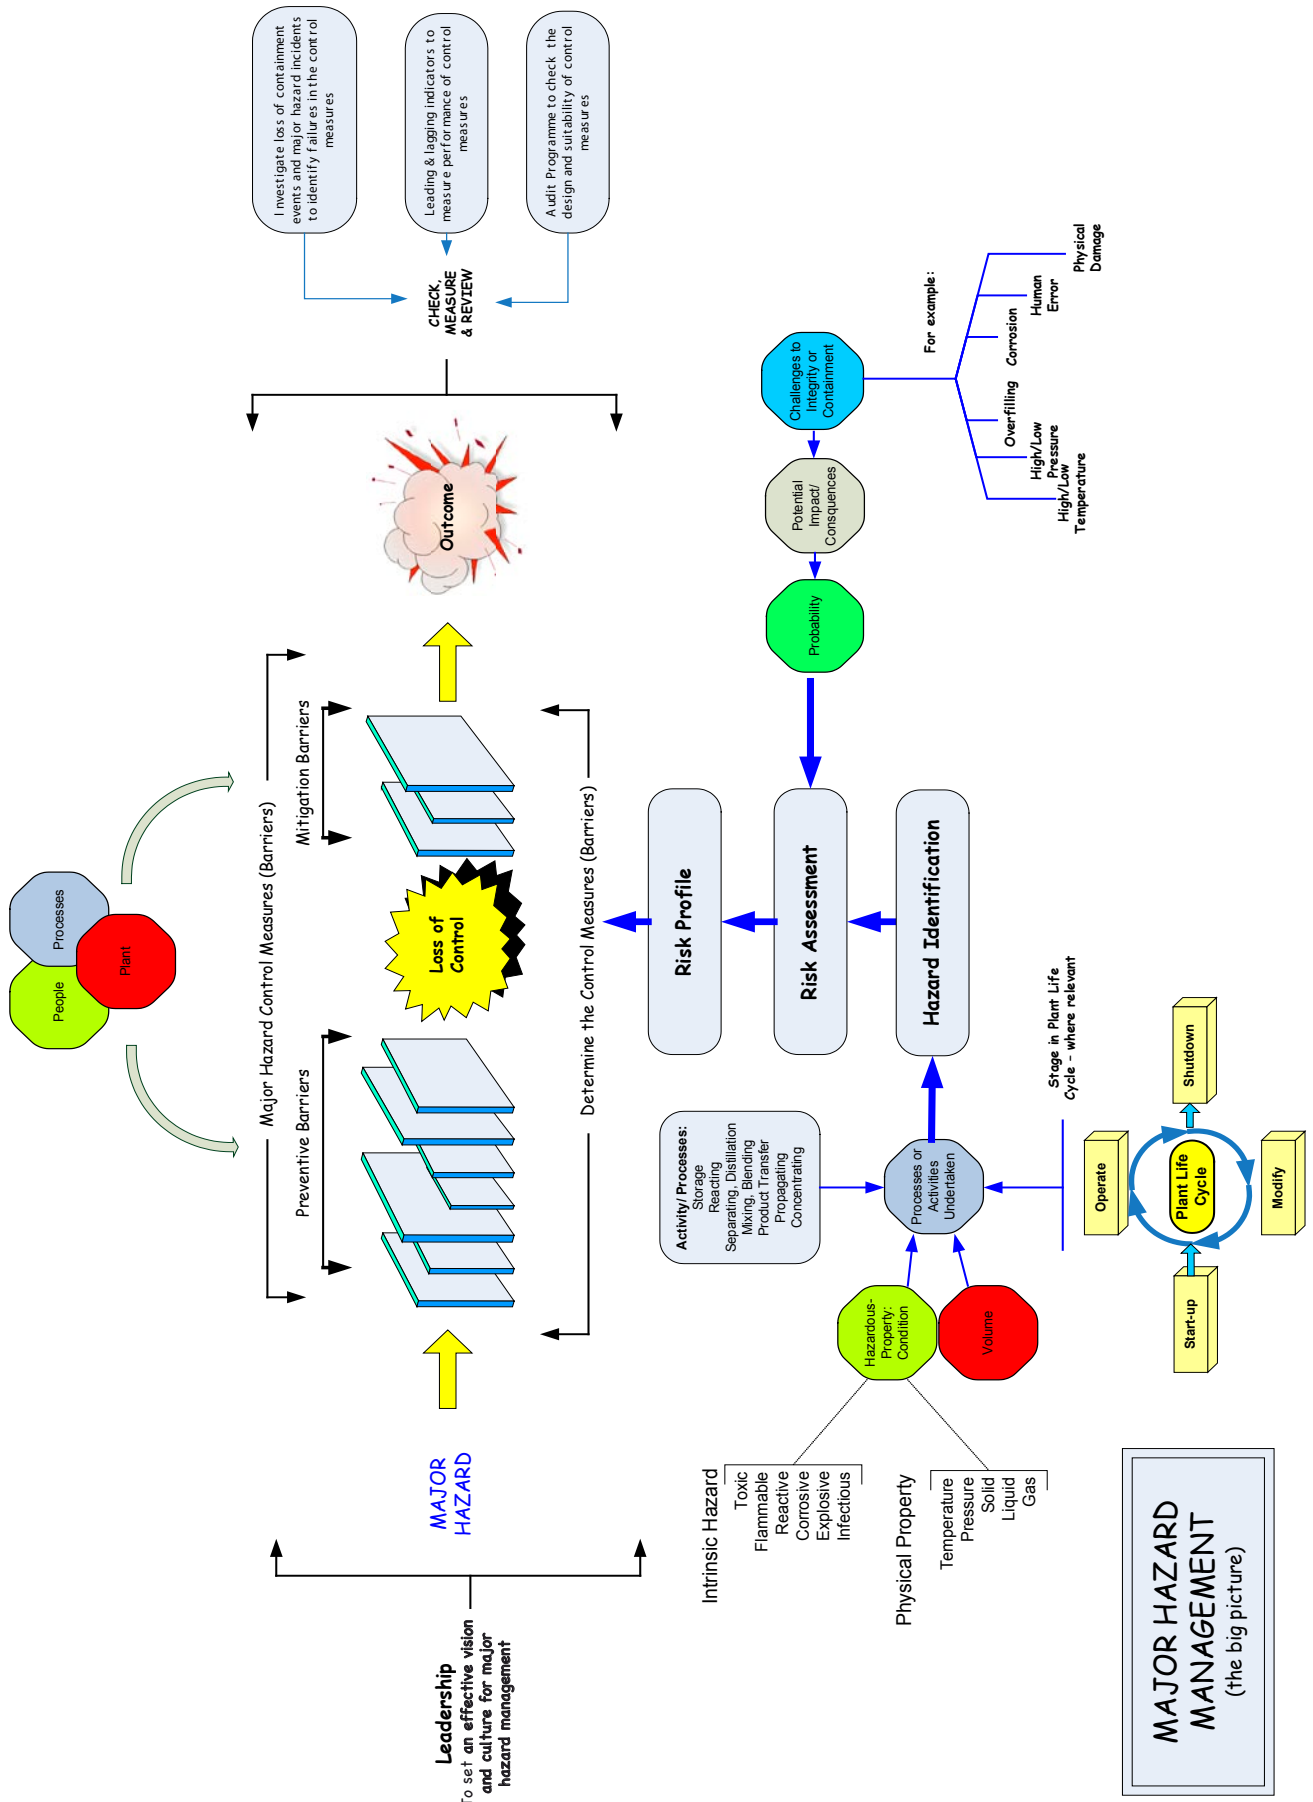 People
Processes
Plant
Major Hazard Control Measures (Barriers)
Preventive Barriers
Mitigation Barriers
Leadership
To set an effective vision
and culture for major
hazard management
MAJOR
HAZARD
Loss of
Control
Outcome
CHECK,
MEASURE
& REVIEW
Investigate loss of containment
events and major hazard incidents
to identify failures in the control
measures
Leading & lagging indicators to
measure performance of control
measures
Audit Programme to check the
design and suitability of control
measures
Determine the Control Measures (Barriers)
Risk Profile
Risk Assessment
Hazard Identification
Activity/ Processes:
Storage
Reacting
Separating, Distillation
Mixing, Blending
Product Transfer
Propagating
Concentrating
Processes or
Activities
Undertaken
Hazardous-
Property:
Condition
Volume
Intrinsic Hazard
Toxic
Flammable
Reactive
Corrosive
Explosive
Infectious
Physical Property
Temperature
Pressure
Solid
Liquid
Gas
Probability
Potential
Impact/
Consquences
Challenges to
Integrity or
Containment
For example:
High/Low
Temperature
High/Low
Pressure
Overfilling
Corrosion
Human
Error
Physical
Damage
Stage in Plant Life
Cycle - where relevant
Start-up
Operate
Plant Life
Cycle
Modify
Shutdown
MAJOR HAZARD
MANAGEMENT
(the big picture)